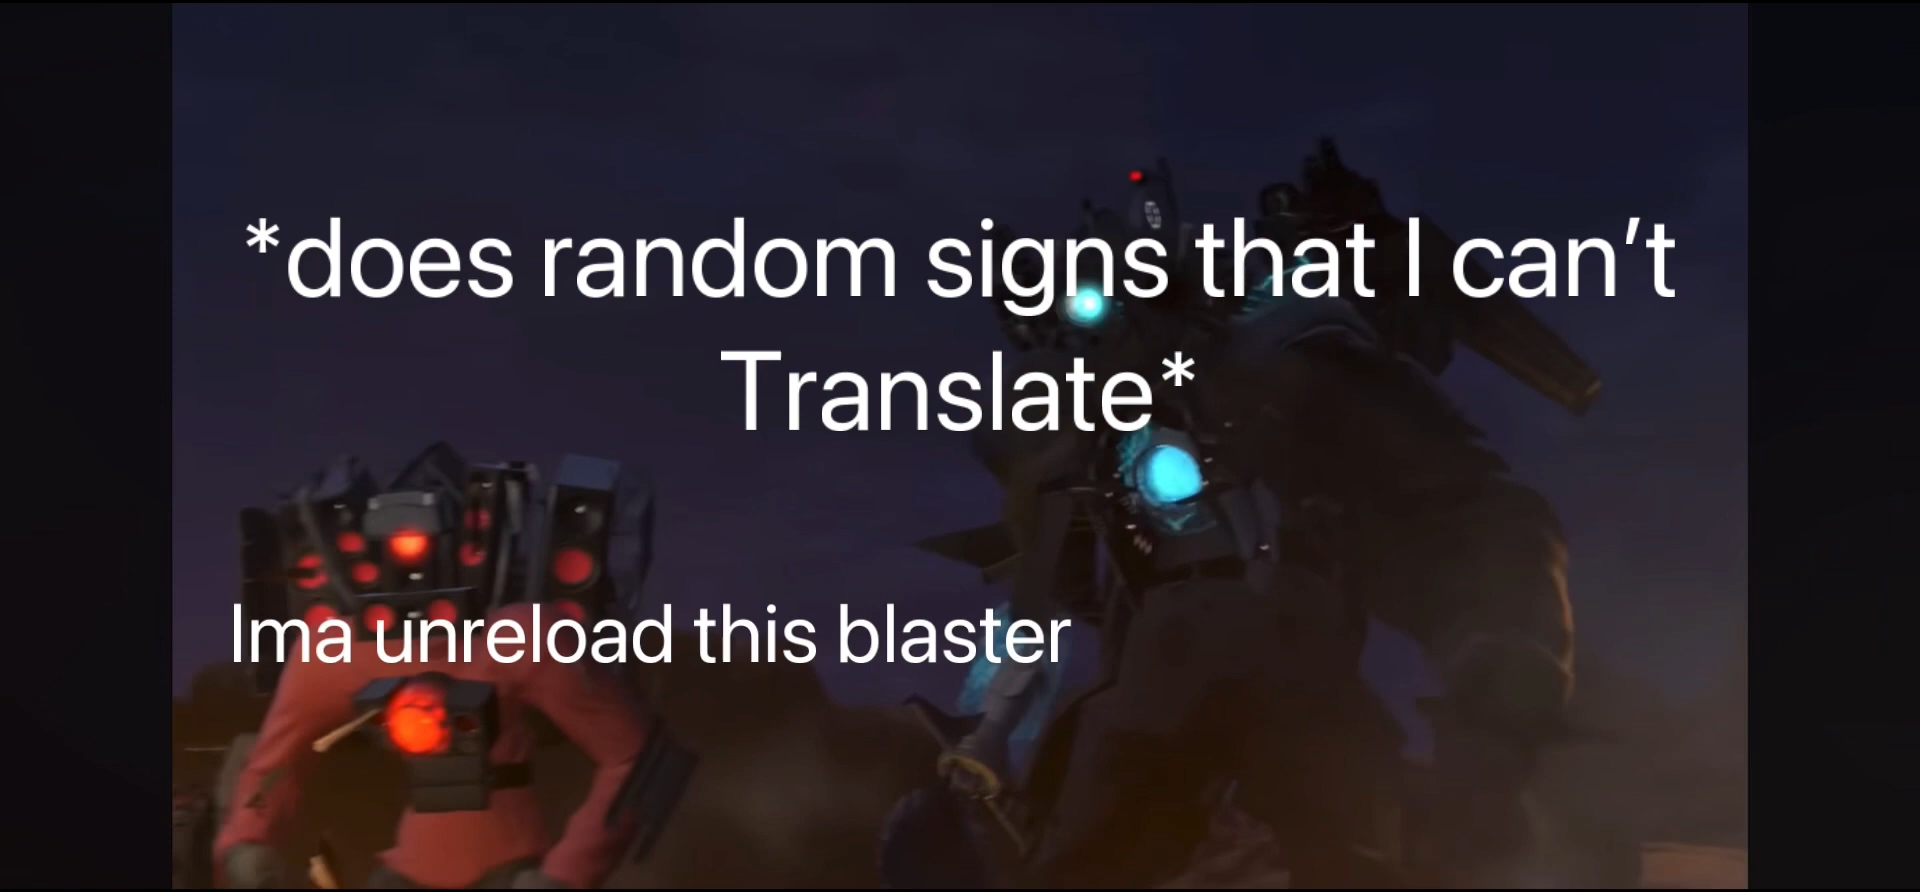 *does random signs that I can’t
Translate*
Ima unreload this blaster